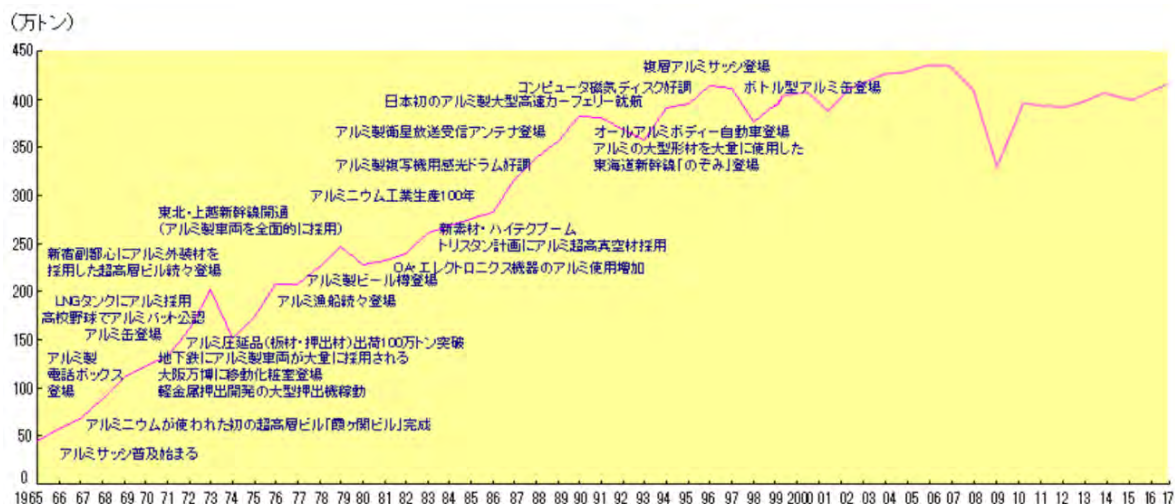 (万トン)
450
400
350
300
250
200
150
100
50
0
複層アルミサッシ登場
コンピュータ磁気ディスク好調
ボトル型アルミ缶登場
日本初のアルミ製大型高速カーフェリー就航
アルミ製衛星放送受信アンテナ登場
オールアルミボディー自動車登場
アルミの大型形材を大量に使用した
東海道新幹線「のぞみ」登場
アルミ製複写機用感光ドラム好調
アルミニウム工業生産100年
東北・上越新幹線開通
(アルミ製車両を全面的に採用)
新素材・ハイテクブーム
トリスタン計画にアルミ超高真空材採用
新宿副都心にアルミ外装材を
採用した超高層ビル続々登場
OA・エレクトロニクス機器のアルミ使用増加
アルミ製ビール樽登場
LNGタンクにアルミ採用
アルミ漁船続々登場
高校野球でアルミバット公認
アルミ缶登場
アルミ圧延品(板材・押出材)出荷100万トン突破
アルミ製
電話ボックス
登場
地下鉄にアルミ製車両が大量に採用される
大阪万博に移動化粧室登場
軽金属押出開発の大型押出機稼動
アルミニウムが使われた初の超高層ビル「霞ヶ関ビル」完成
アルミサッシ普及始まる
1965 66 67 68 69 70 71 72 73 74 75 76 77 78 79 80 81 82 83 84 85 86 87 88 89 90 91 92 93 94 95 96 97 98 99 2000 01 02 03 04 05 06 07 08 09 10 11 12 13 14 15 16 17